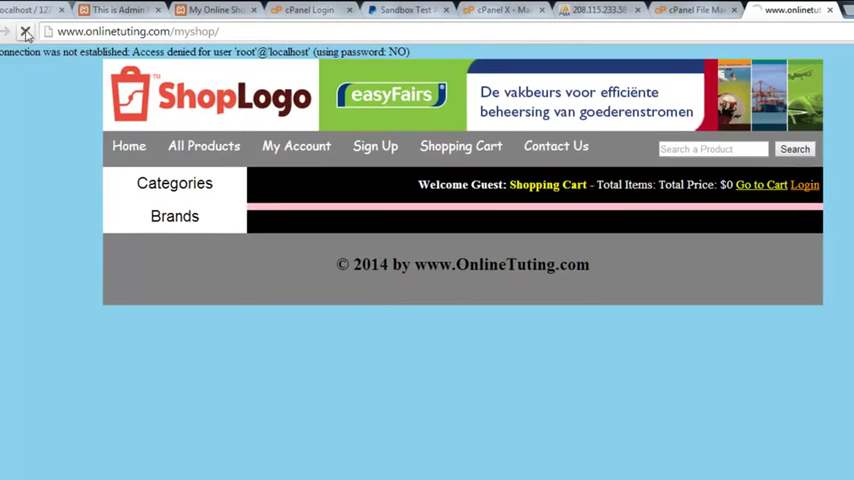 ocalhost / 127 This is Admin My Online Sho cPanel Login Sandbox Test A cPanel X - M 208.115.233.58 cPanel File Ma www.onlinetu
www.onlinetuting.com/myshop/
onnection was not established: Access denied for user 'root'@'localhost' (using password: NO)
ShopLogo™
easyFairs
De vakbeurs voor efficiënte
beheersing van goederenstromen
Home All Products My Account Sign Up Shopping Cart Contact Us Search a Product Search
Categories
Welcome Guest: Shopping Cart - Total Items: Total Price: $0 Go to Cart Login
Brands
© 2014 by www.OnlineTuting.com